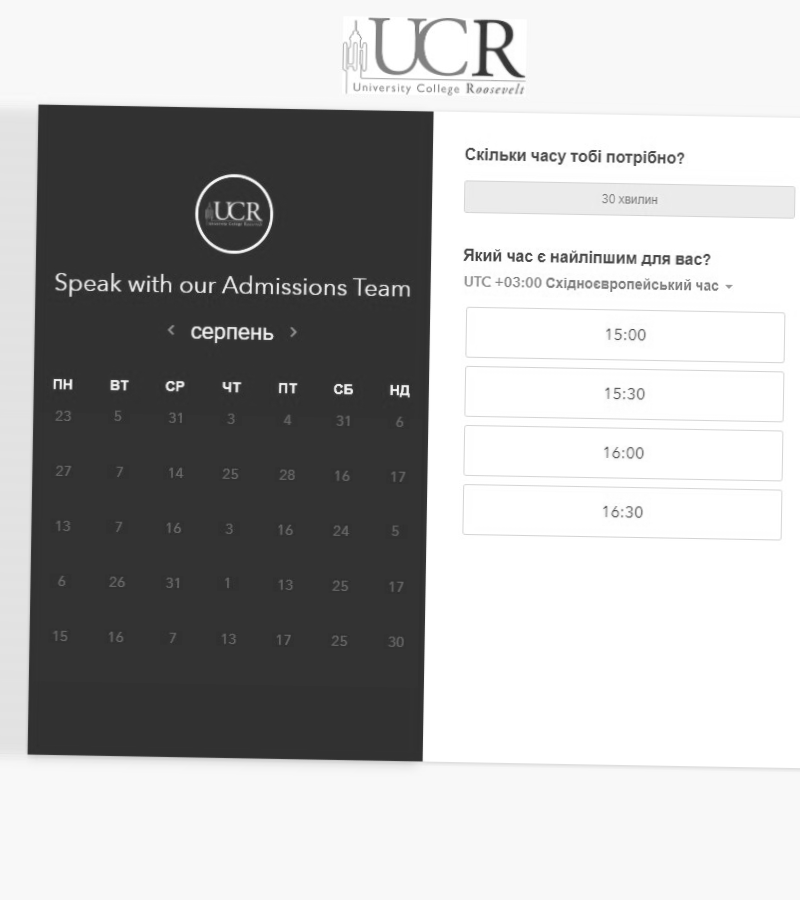 UCR
University College Roosevelt
UCR
Speak with our Admissions Team
серпень
ПН ВТ СР ЧТ ПТ СБ НД
23 5 31 3 4 31 6
27 7 14 25 28 16 17
13 7 16 3 16 24 5
6 26 31 1 13 25 17
15 16 7 13 17 25 30
Скільки часу тобі потрібно?
30 хвилин
Який час є найліпшим для вас?
UTC +03:00 Східноєвропейський час
15:00
15:30
16:00
16:30